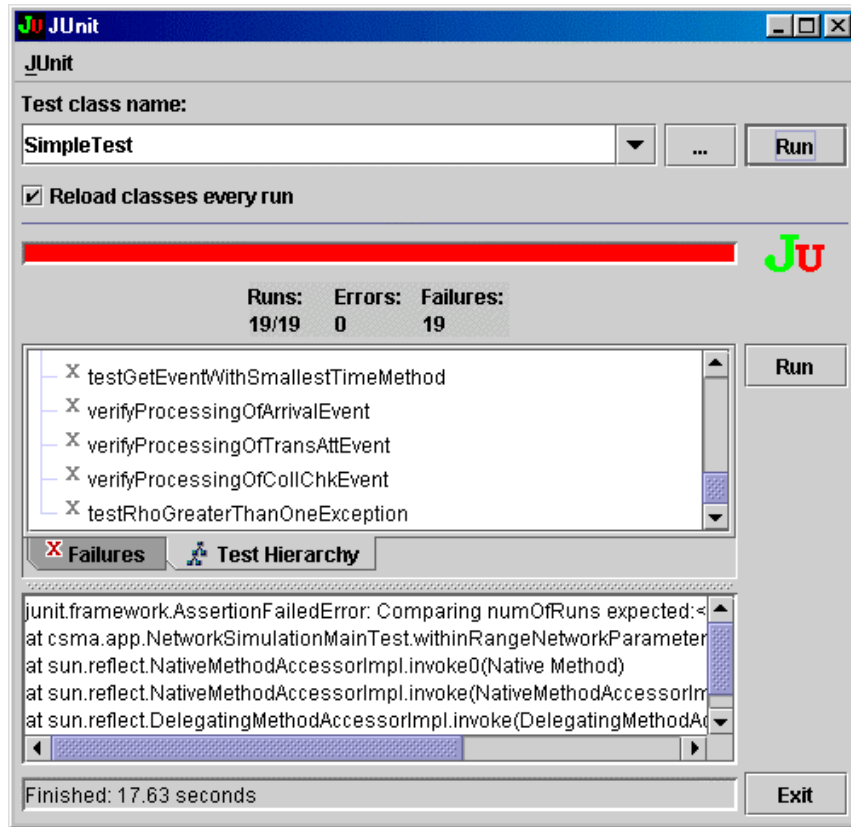 JU JUnit
JUnit
Test class name:
SimpleTest
...
Run
Reload classes every run
JU
Runs: Errors: Failures:
19/19 0 19
Run
X testGetEventWithSmallestTimeMethod
X verifyProcessingOfArrivalEvent
X verifyProcessingOfTransAttEvent
X verifyProcessingOfCollChkEvent
X testRhoGreaterThanOneException
X Failures
Test Hierarchy
junit.framework.AssertionFailedError: Comparing numOfRuns expected:<
at csma.app.NetworkSimulationMainTest.withinRangeNetworkParameter
at sun.reflect.NativeMethodAccessorImpl.invoke0(Native Method)
at sun.reflect.NativeMethodAccessorImpl.invoke(NativeMethodAccessorIm
at sun.reflect.DelegatingMethodAccessorImpl.invoke(DelegatingMethodAc
Finished: 17.63 seconds
Exit